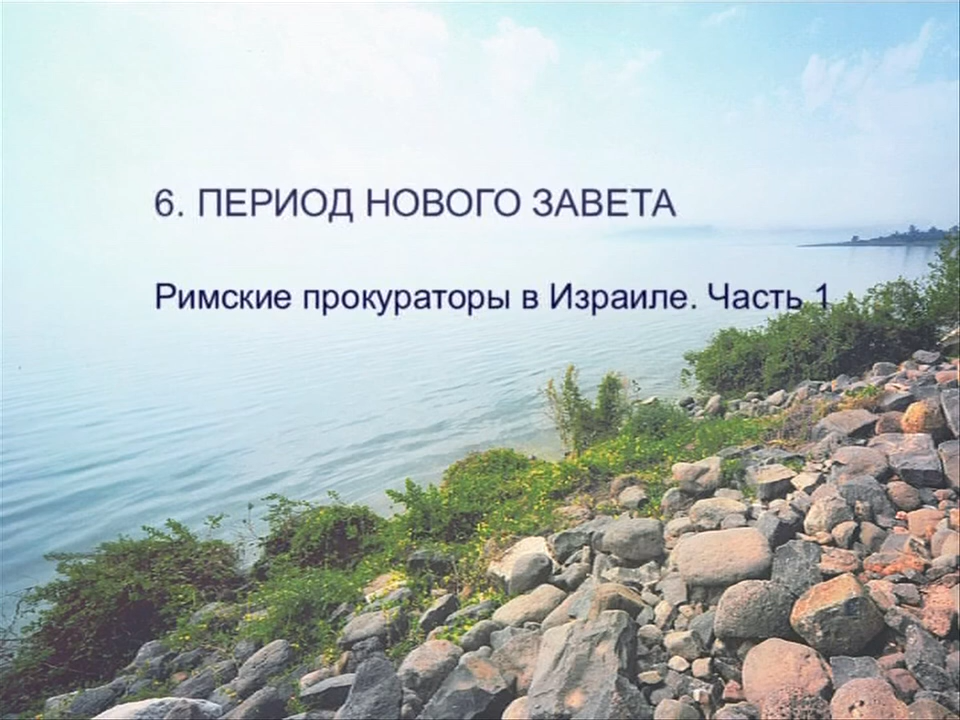 6. ПЕРИОД НОВОГО ЗАВЕТА
Римские прокураторы в Израиле. Часть 1